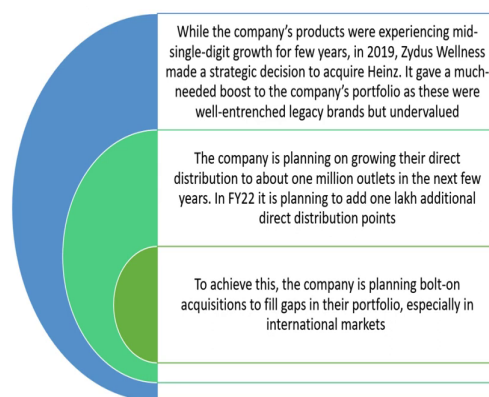 While the company’s products were experiencing mid-
single-digit growth for few years, in 2019, Zydus Wellness
made a strategic decision to acquire Heinz. It gave a much-
needed boost to the company’s portfolio as these were
well-entrenched legacy brands but undervalued
The company is planning on growing their direct
distribution to about one million outlets in the next few
years. In FY22 it is planning to add one lakh additional
direct distribution points
To achieve this, the company is planning bolt-on
acquisitions to fill gaps in their portfolio, especially in
international markets